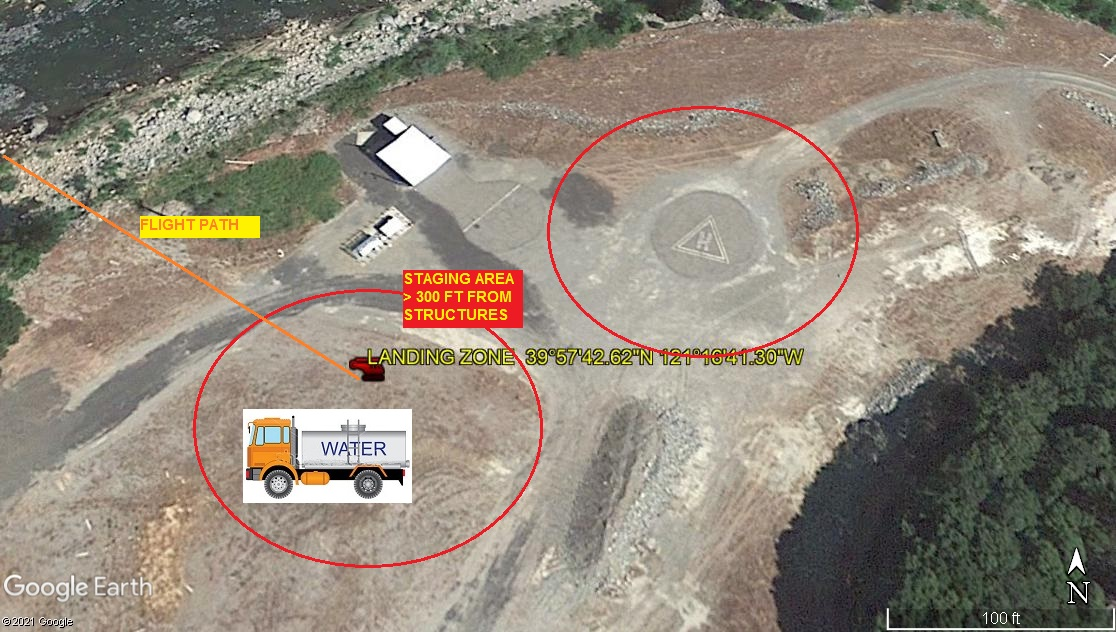 FLIGHT PATH
STAGING AREA
> 300 FT FROM
STRUCTURES
LANDING ZONE 39°57'42.62"N 121°16'41.30"W
H
WATER
Google Earth
N
100 ft
©2021 Google